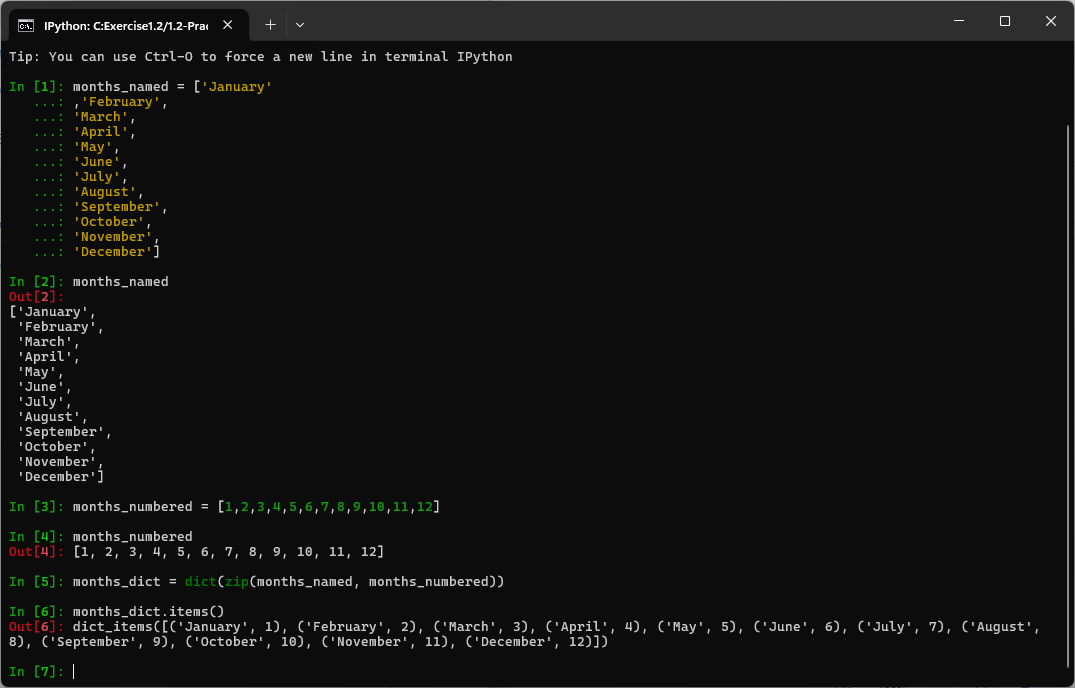 IPython: C:Exercise1.2/1.2-Prac
Tip: You can use Ctrl-O to force a new line in terminal IPython
In [1]: months_named = ['January'
   ...: ,'February',
   ...: 'March',
   ...: 'April',
   ...: 'May',
   ...: 'June',
   ...: 'July',
   ...: 'August',
   ...: 'September',
   ...: 'October',
   ...: 'November',
   ...: 'December']
In [2]: months_named
Out[2]:
['January',
 'February',
 'March',
 'April',
 'May',
 'June',
 'July',
 'August',
 'September',
 'October',
 'November',
 'December']
In [3]: months_numbered = [1,2,3,4,5,6,7,8,9,10,11,12]
In [4]: months_numbered
Out[4]: [1, 2, 3, 4, 5, 6, 7, 8, 9, 10, 11, 12]
In [5]: months_dict = dict(zip(months_named, months_numbered))
In [6]: months_dict.items()
Out[6]: dict_items([('January', 1), ('February', 2), ('March', 3), ('April', 4), ('May', 5), ('June', 6), ('July', 7), ('August',
8), ('September', 9), ('October', 10), ('November', 11), ('December', 12)])
In [7]: